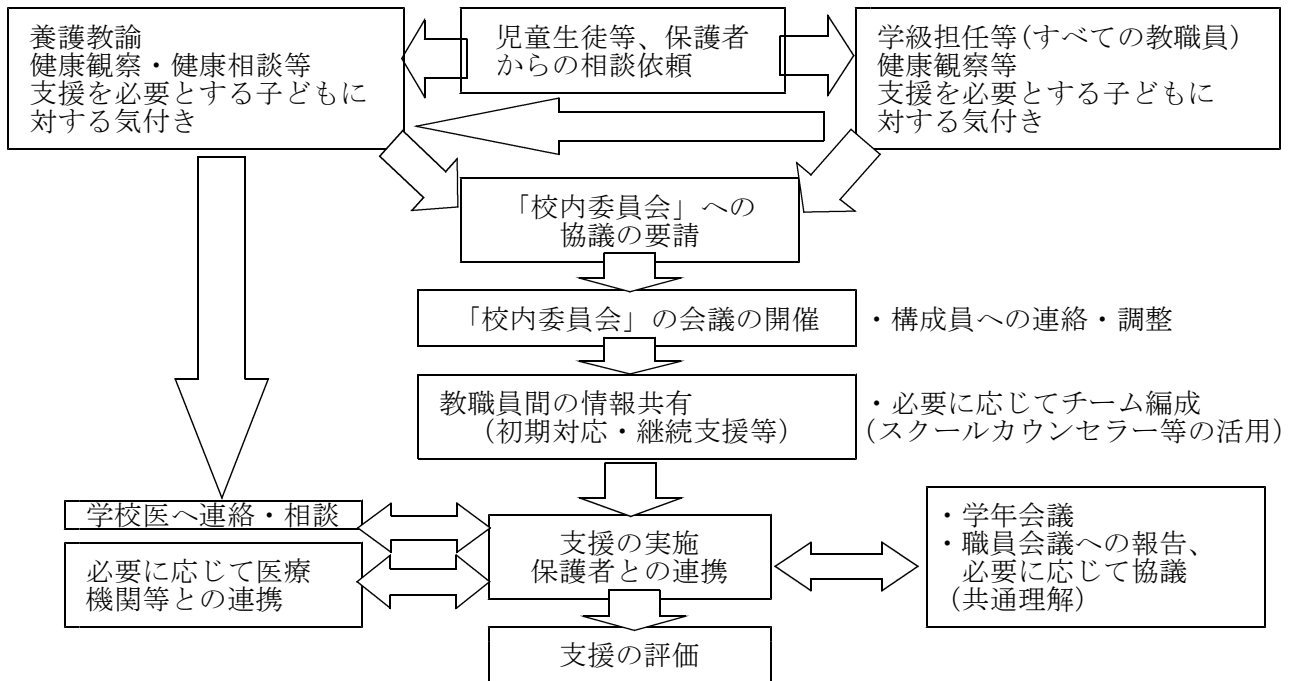 養護教諭
健康観察・健康相談等
支援を必要とする子どもに
対する気付き
児童生徒等、保護者
からの相談依頼
学級担任等(すべての教職員)
健康観察等
支援を必要とする子どもに
対する気付き
「校内委員会」への
協議の要請
「校内委員会」の会議の開催
・構成員への連絡・調整
教職員間の情報共有
(初期対応・継続支援等)
・必要に応じてチーム編成
(スクールカウンセラー等の活用)
学校医へ連絡・相談
必要に応じて医療
機関等との連携
支援の実施
保護者との連携
・学年会議
・職員会議への報告、
必要に応じて協議
(共通理解)
支援の評価